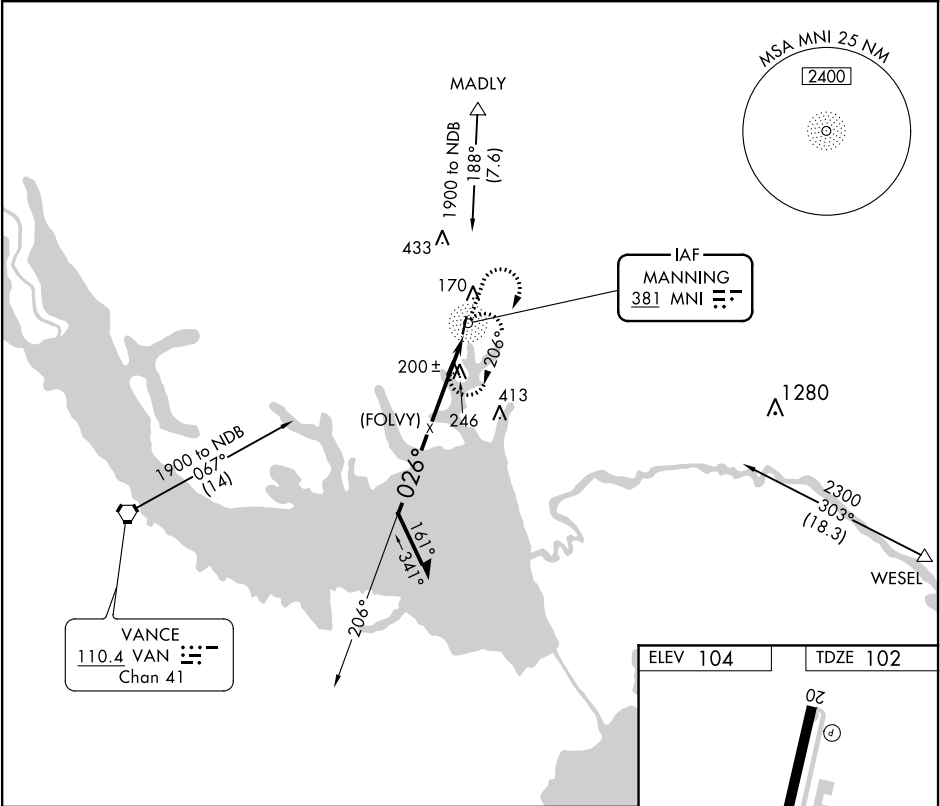 MSA MNI 25 NM
2400
MADLY
1900 to NDB
188°
(7.6)
433
170
IAF
MANNING
381 MNI
206°
200 ±
413
(FOLVY)
x
246
1280
1900 to NDB
067°
(14)
026°
2300
303°
(18.3)
161°
341°
WESEL
206°
VANCE
110.4 VAN
Chan 41
ELEV 104
TDZE 102
20
P